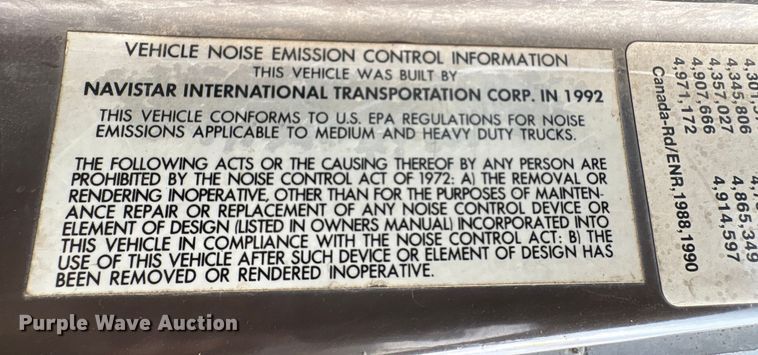 VEHICLE NOISE EMISSION CONTROL INFORMATION
THIS VEHICLE WAS BUILT BY
NAVISTAR INTERNATIONAL TRANSPORTATION CORP. IN 1992
THIS VEHICLE CONFORMS TO U.S. EPA REGULATIONS FOR NOISE
EMISSIONS APPLICABLE TO MEDIUM AND HEAVY DUTY TRUCKS.
THE FOLLOWING ACTS OR THE CAUSING THEREOF BY ANY PERSON ARE
PROHIBITED BY THE NOISE CONTROL ACT OF 1972: A) THE REMOVAL OR
RENDERING INOPERATIVE, OTHER THAN FOR THE PURPOSES OF MAINTEN-
ANCE REPAIR OR REPLACEMENT OF ANY NOISE CONTROL DEVICE OR
ELEMENT OF DESIGN (LISTED IN OWNERS MANUAL) INCORPORATED INTO
THIS VEHICLE IN COMPLIANCE WITH THE NOISE CONTROL ACT: B) THE
USE OF THIS VEHICLE AFTER SUCH DEVICE OR ELEMENT OF DESIGN HAS
BEEN REMOVED OR RENDERED INOPERATIVE.
4,345,806 4,865,349
4,357,027 4,914,597
4,907,666
4,971,172
Canada-Rd/ENR,1988,1990
Purple Wave Auction